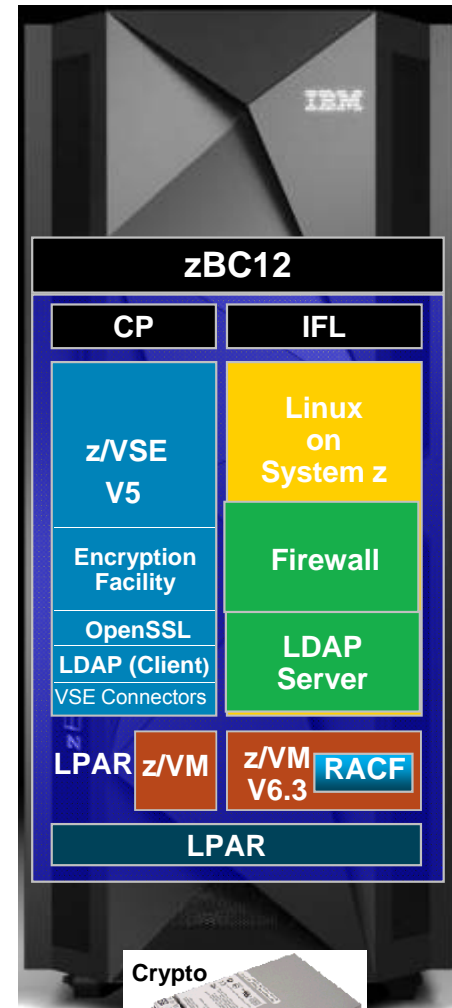 IBM
zBC12
CP
IFL
z/VSE
V5
Encryption
Facility
OpenSSL
LDAP (Client)
VSE Connectors
Linux
on
System z
Firewall
LDAP
Server
LPAR
z/VM
z/VM
V6.3
RACF
LPAR
Crypto